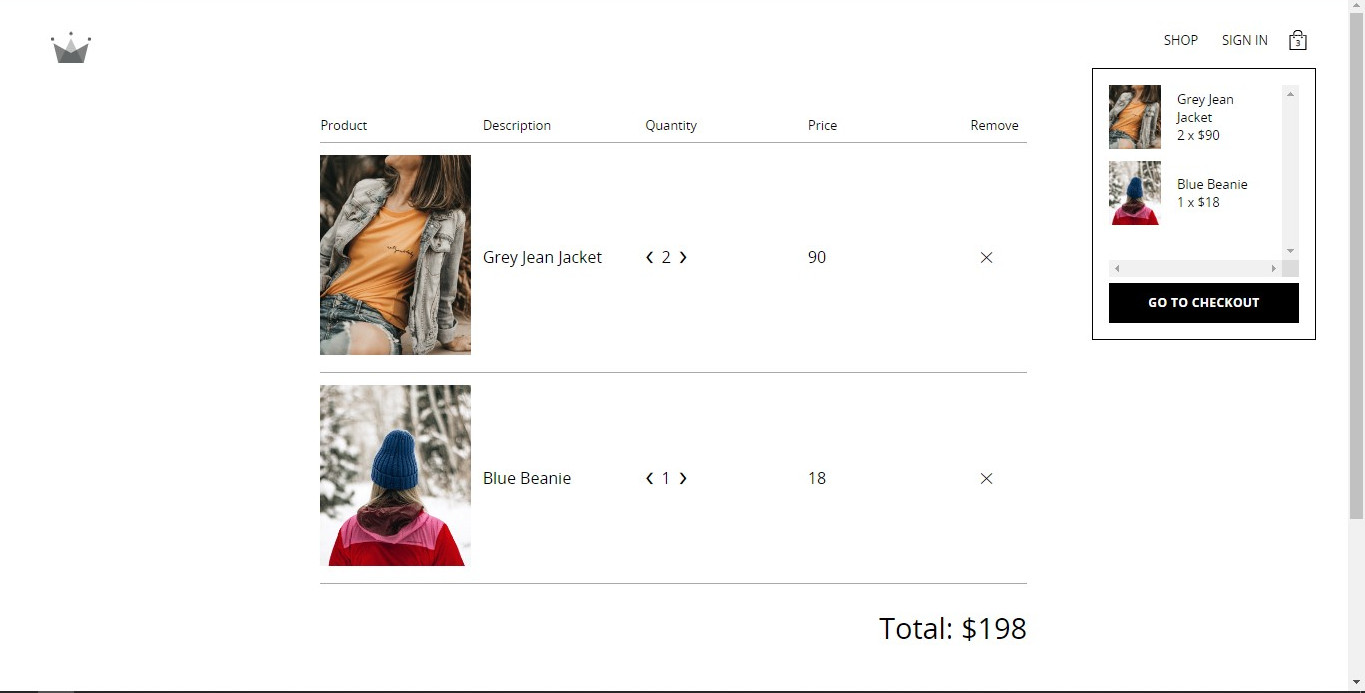 SHOP SIGN IN 3
Product Description Quantity Price Remove
Grey Jean Jacket ❮ 2 ❯ 90 ✕
Blue Beanie ❮ 1 ❯ 18 ✕
Total: $198
Grey Jean
Jacket
2 x $90
Blue Beanie
1 x $18
GO TO CHECKOUT